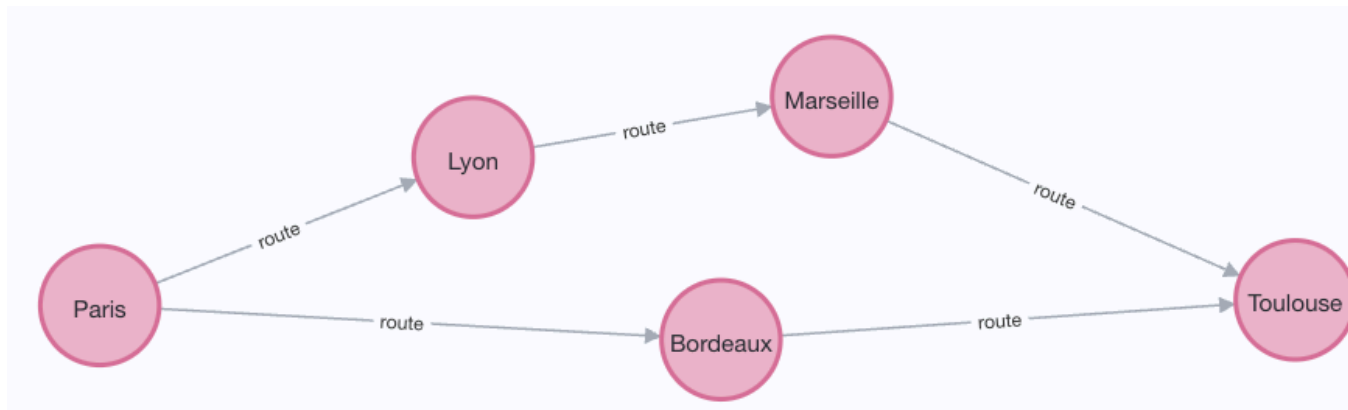 Marseille
route
Lyon
route
route
Paris
route
Bordeaux
route
Toulouse